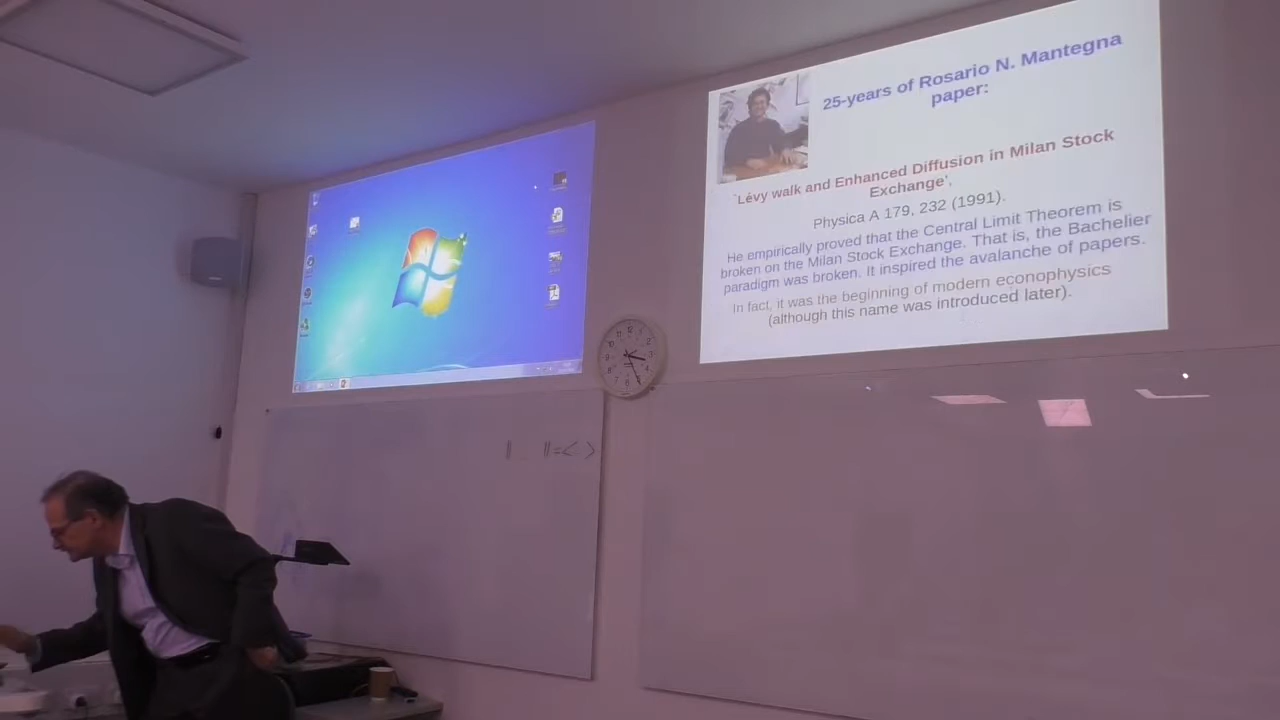 25-years of Rosario N. Mantegna
paper:
`Lévy walk and Enhanced Diffusion in Milan Stock
Exchange',
Physica A 179, 232 (1991).
He empirically proved that the Central Limit Theorem is
broken on the Milan Stock Exchange. That is, the Bachelier
paradigm was broken. It inspired the avalanche of papers.
In fact, it was the beginning of modern econophysics
(although this name was introduced later).
|| ||=< >